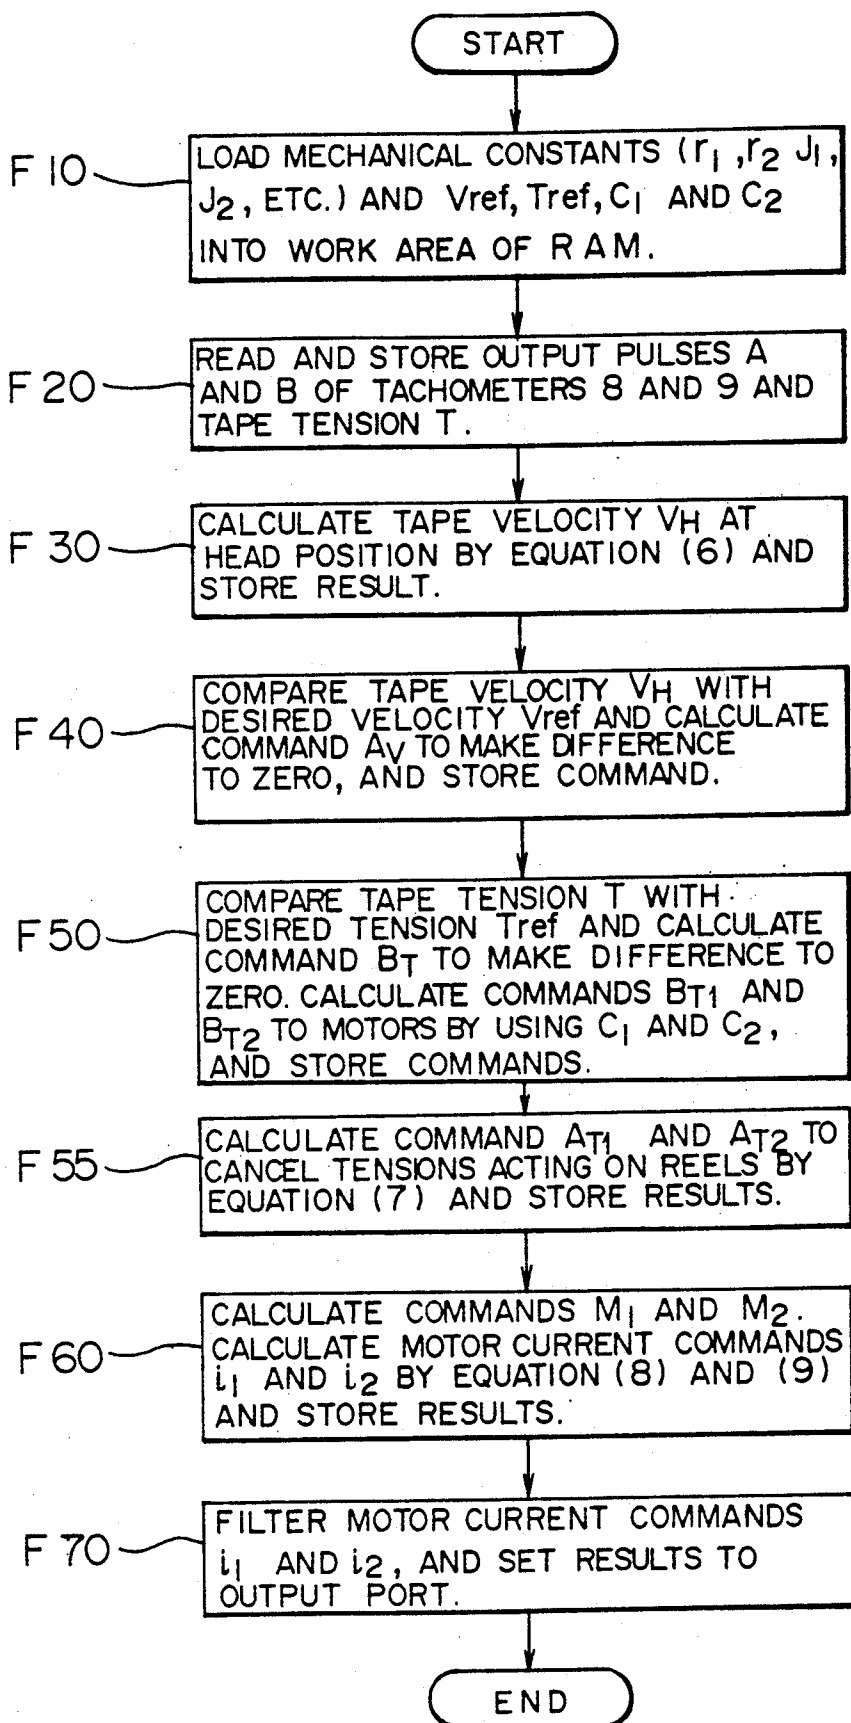 START
F 10
LOAD MECHANICAL CONSTANTS (r1, r2 J1,
J2, ETC.) AND Vref, Tref, C1 AND C2
INTO WORK AREA OF RAM.
F 20
READ AND STORE OUTPUT PULSES A
AND B OF TACHOMETERS 8 AND 9 AND
TAPE TENSION T.
F 30
CALCULATE TAPE VELOCITY VH AT
HEAD POSITION BY EQUATION (6) AND
STORE RESULT.
F 40
COMPARE TAPE VELOCITY VH WITH
DESIRED VELOCITY Vref AND CALCULATE
COMMAND AV TO MAKE DIFFERENCE
TO ZERO, AND STORE COMMAND.
F 50
COMPARE TAPE TENSION T WITH
DESIRED TENSION Tref AND CALCULATE
COMMAND BT TO MAKE DIFFERENCE TO
ZERO. CALCULATE COMMANDS BT1 AND
BT2 TO MOTORS BY USING C1 AND C2,
AND STORE COMMANDS.
F 55
CALCULATE COMMAND AT1 AND AT2 TO
CANCEL TENSIONS ACTING ON REELS BY
EQUATION (7) AND STORE RESULTS.
F 60
CALCULATE COMMANDS M1 AND M2.
CALCULATE MOTOR CURRENT COMMANDS
i1 AND i2 BY EQUATION (8) AND (9)
AND STORE RESULTS.
F 70
FILTER MOTOR CURRENT COMMANDS
i1 AND i2, AND SET RESULTS TO
OUTPUT PORT.
END